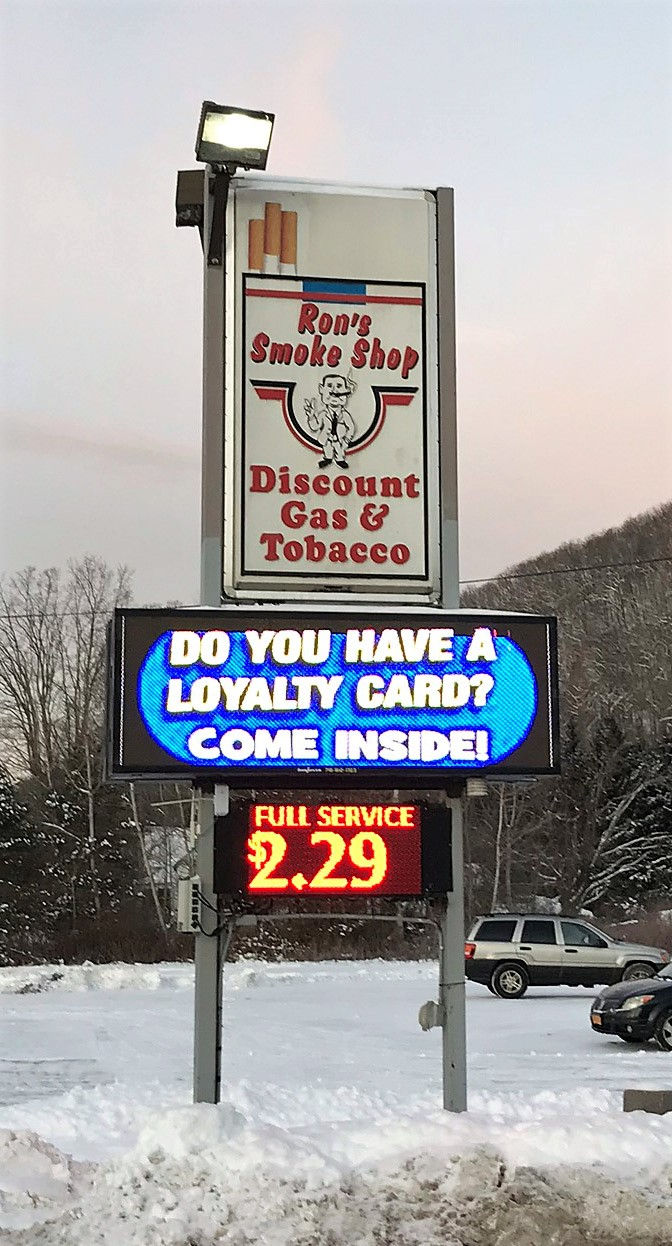 Ron's
Smoke Shop
Discount
Gas &
Tobacco
DO YOU HAVE A
LOYALTY CARD?
COME INSIDE!
FULL SERVICE
$2.29